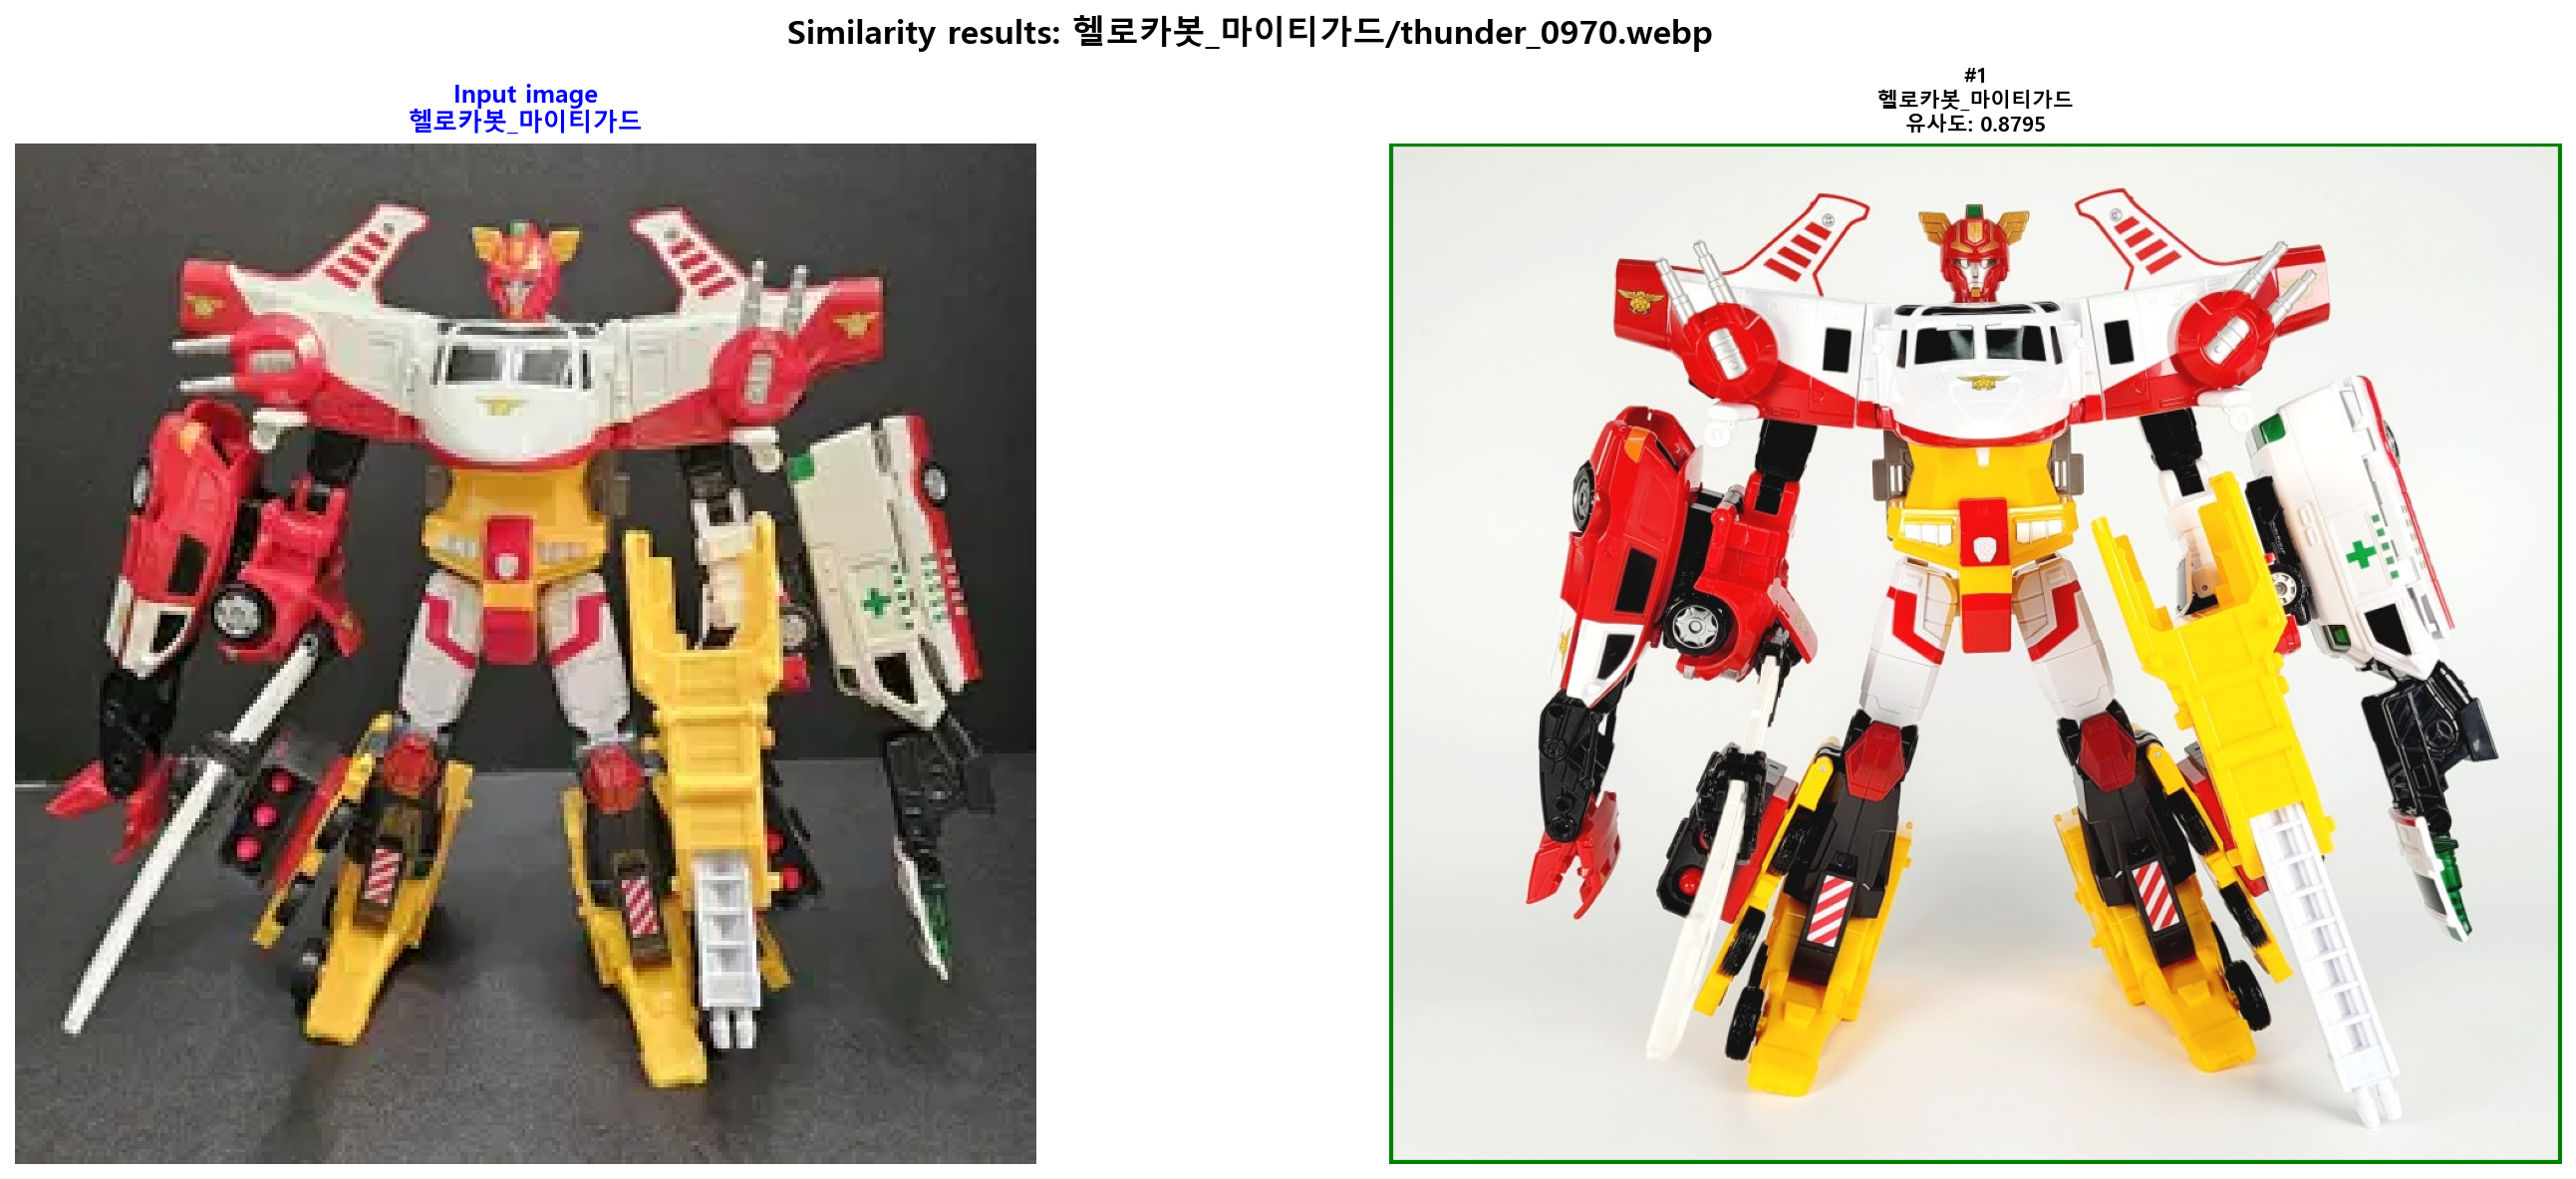 Similarity results: 헬로카봇_마이티가드/thunder_0970.webp
Input image
헬로카봇_마이티가드
#1
헬로카봇_마이티가드
유사도: 0.8795